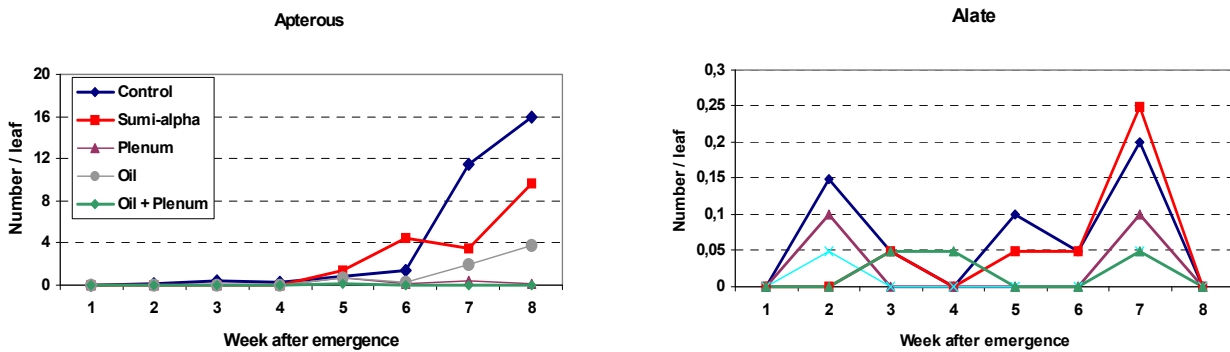 Apterous
Number / leaf
20
16
12
8
4
0
Control
Sumi-alpha
Plenum
Oil
Oil + Plenum
1 2 3 4 5 6 7 8
Week after emergence
Alate
Number / leaf
0,3
0,25
0,2
0,15
0,1
0,05
0
1 2 3 4 5 6 7 8
Week after emergence